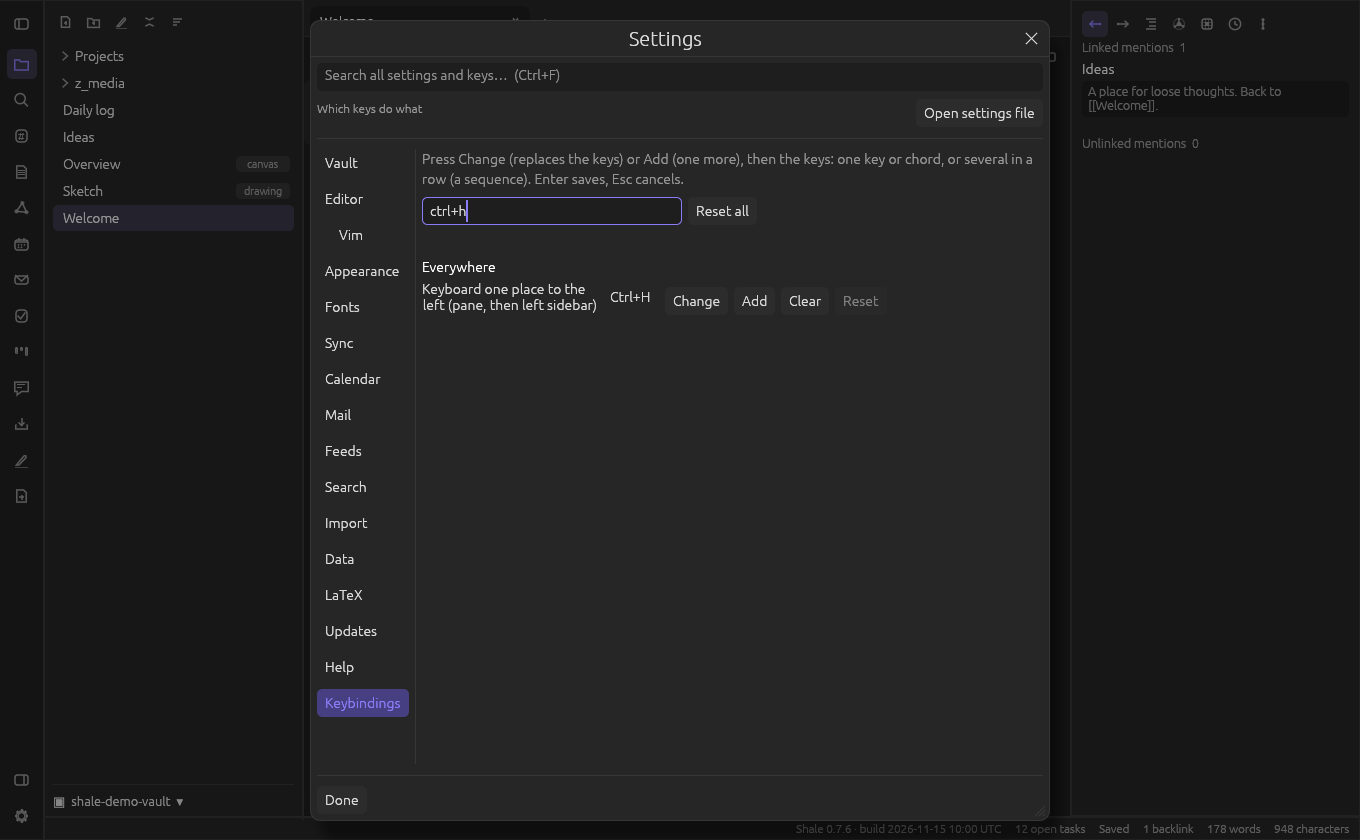 Welcome
Settings
Search all settings and keys… (Ctrl+F)
Which keys do what
Open settings file
Projects
z_media
Daily log
Ideas
Overview canvas
Sketch drawing
Welcome
shale-demo-vault ▾
Vault
Editor
Vim
Appearance
Fonts
Sync
Calendar
Mail
Feeds
Search
Import
Data
LaTeX
Updates
Help
Keybindings
Press Change (replaces the keys) or Add (one more), then the keys: one key or chord, or several in a
row (a sequence). Enter saves, Esc cancels.
ctrl+h
Reset all
Everywhere
Keyboard one place to the
left (pane, then left sidebar)
Ctrl+H
Change
Add
Clear
Reset
Done
Linked mentions 1
Ideas
A place for loose thoughts. Back to
[[Welcome]].
Unlinked mentions 0
Shale 0.7.6 · build 2026-11-15 10:00 UTC 12 open tasks Saved 1 backlink 178 words 948 characters